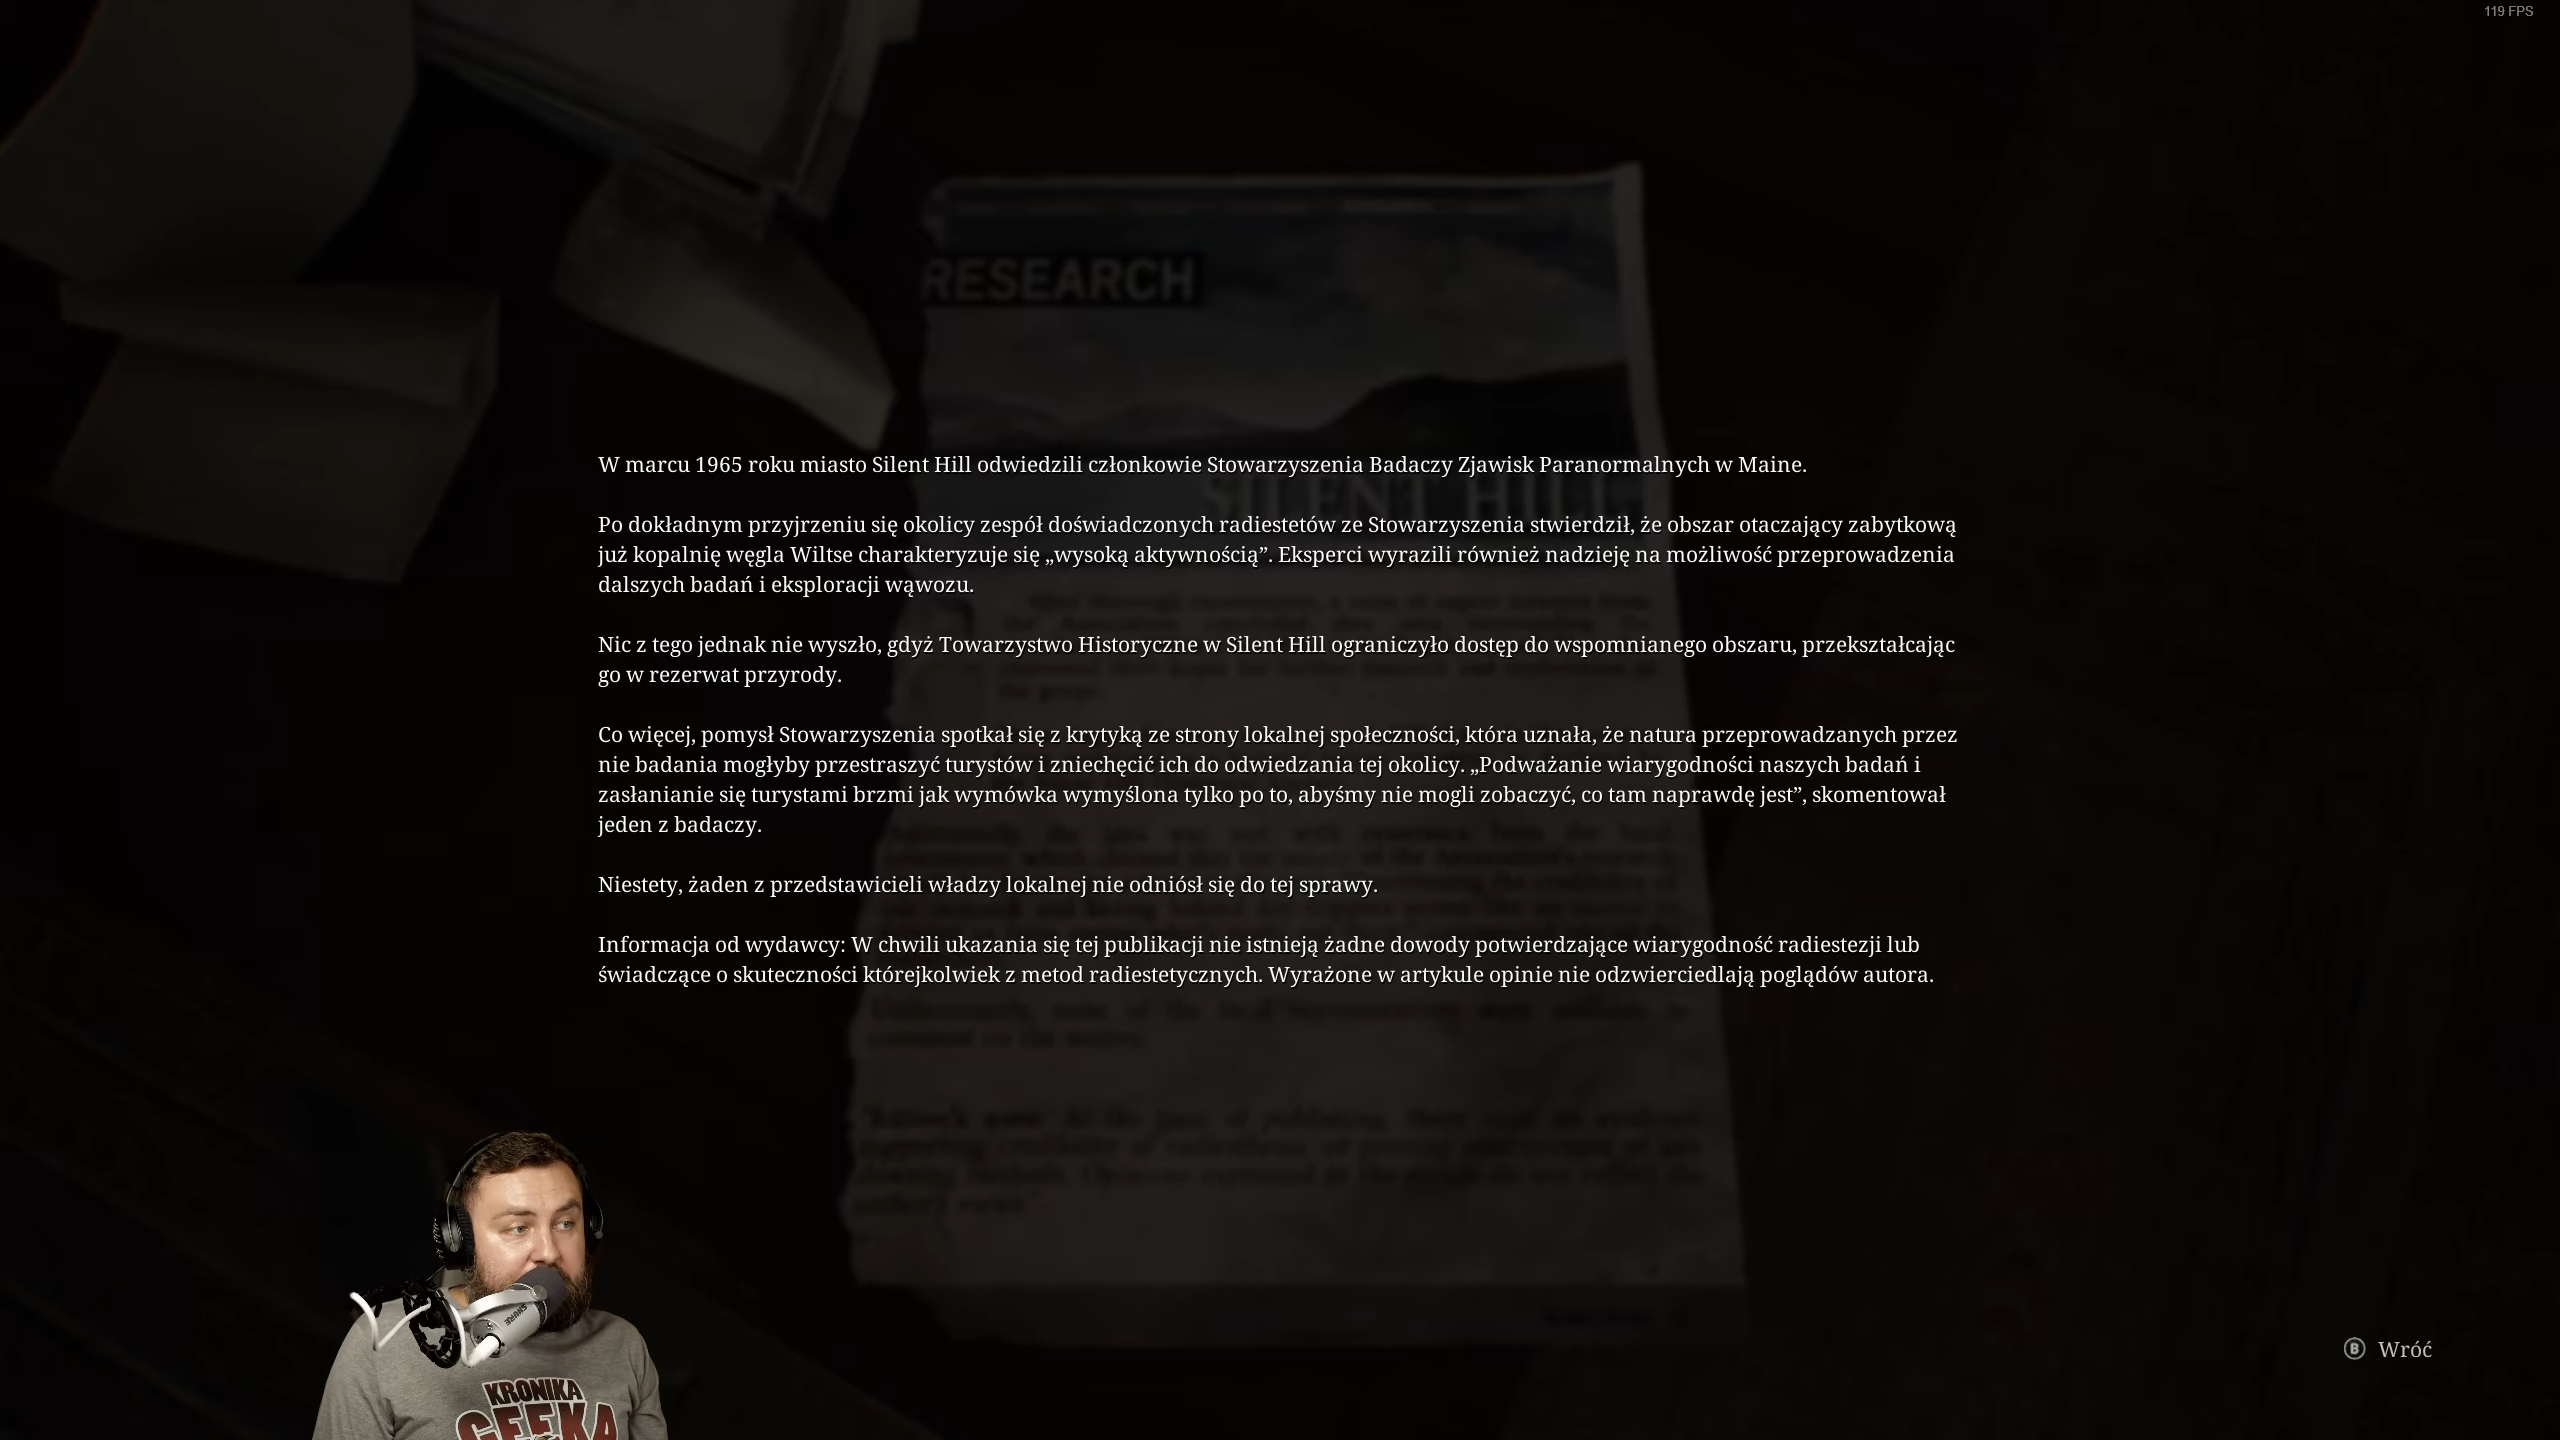 119 FPS
RESEARCH
SILENT HILL
W marcu 1965 roku miasto Silent Hill odwiedzili członkowie Stowarzyszenia Badaczy Zjawisk Paranormalnych w Maine.
Po dokładnym przyjrzeniu się okolicy zespół doświadczonych radiestetów ze Stowarzyszenia stwierdził, że obszar otaczający zabytkową
już kopalnię węgla Wiltse charakteryzuje się „wysoką aktywnością”. Eksperci wyrazili również nadzieję na możliwość przeprowadzenia
dalszych badań i eksploracji wąwozu.
Nic z tego jednak nie wyszło, gdyż Towarzystwo Historyczne w Silent Hill ograniczyło dostęp do wspomnianego obszaru, przekształcając
go w rezerwat przyrody.
Co więcej, pomysł Stowarzyszenia spotkał się z krytyką ze strony lokalnej społeczności, która uznała, że natura przeprowadzanych przez
nie badania mogłyby przestraszyć turystów i zniechęcić ich do odwiedzania tej okolicy. „Podważanie wiarygodności naszych badań i
zasłanianie się turystami brzmi jak wymówka wymyślona tylko po to, abyśmy nie mogli zobaczyć, co tam naprawdę jest”, skomentował
jeden z badaczy.
Niestety, żaden z przedstawicieli władzy lokalnej nie odniósł się do tej sprawy.
Informacja od wydawcy: W chwili ukazania się tej publikacji nie istnieją żadne dowody potwierdzające wiarygodność radiestezji lub
świadczące o skuteczności którejkolwiek z metod radiestetycznych. Wyrażone w artykule opinie nie odzwierciedlają poglądów autora.
SHURE
KRONIKA
GEEKA
B Wróć